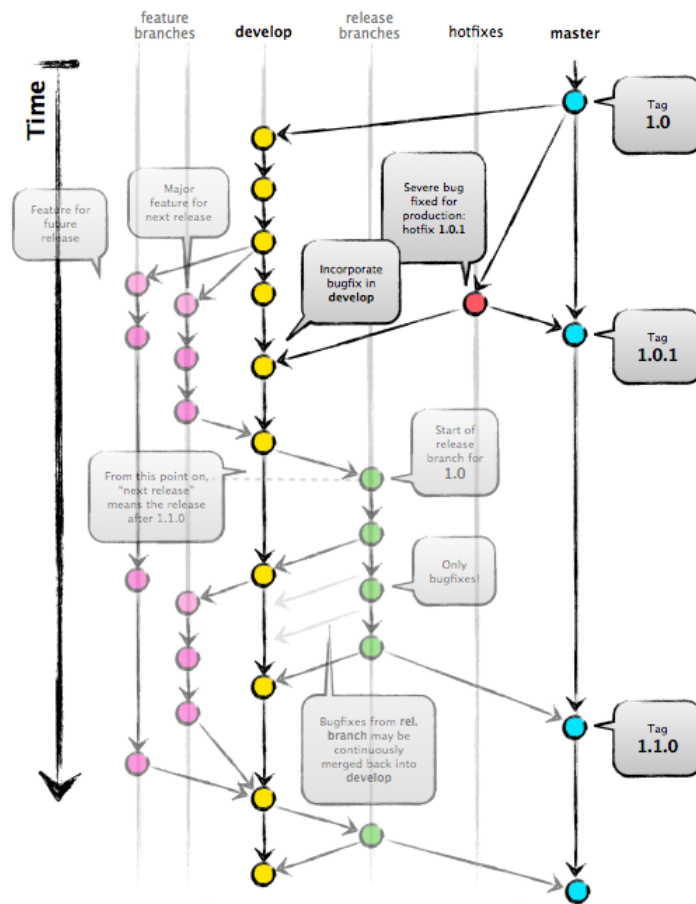 feature
branches
develop
release
branches
hotfixes
master
Time
Tag
1.0
Feature for
future
release
Major
feature for
next release
Severe bug
fixed for
production:
hotfix 1.0.1
Incorporate
bugfix in
develop
Tag
1.0.1
From this point on,
"next release"
means the release
after 1.1.0
Start of
release
branch for
1.0
Only
bugfixes!
Bugfixes from rel.
branch may be
continuously
merged back into
develop
Tag
1.1.0